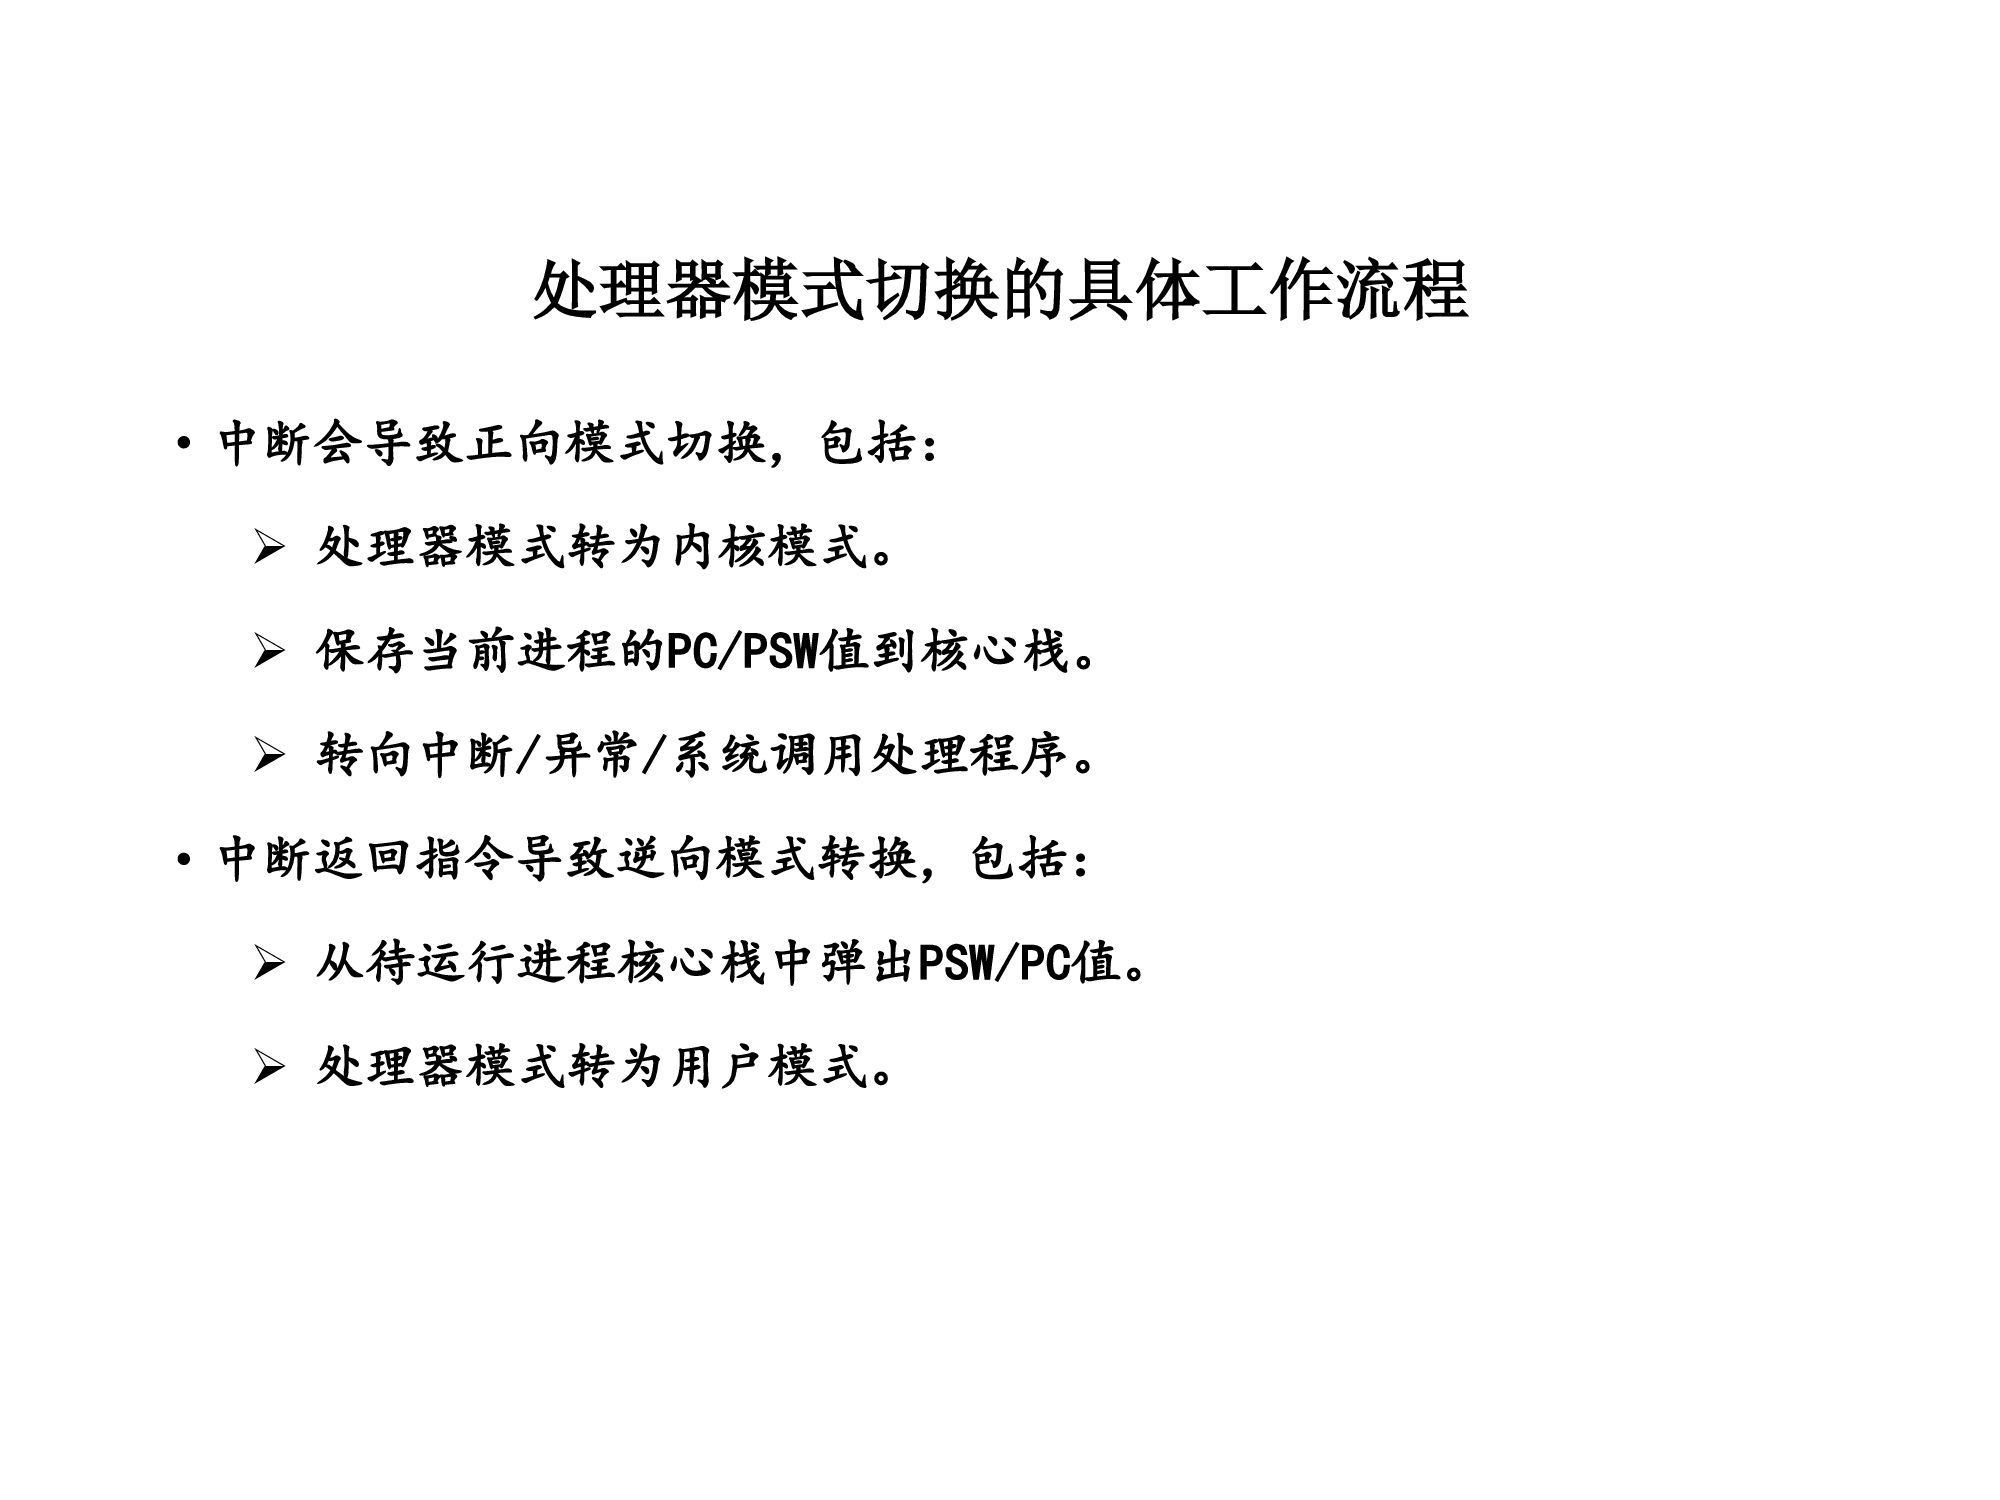 处理器模式切换的具体工作流程
• 中断会导致正向模式切换，包括：
➢ 处理器模式转为内核模式。
➢ 保存当前进程的PC/PSW值到核心栈。
➢ 转向中断/异常/系统调用处理程序。
• 中断返回指令导致逆向模式转换，包括：
➢ 从待运行进程核心栈中弹出PSW/PC值。
➢ 处理器模式转为用户模式。